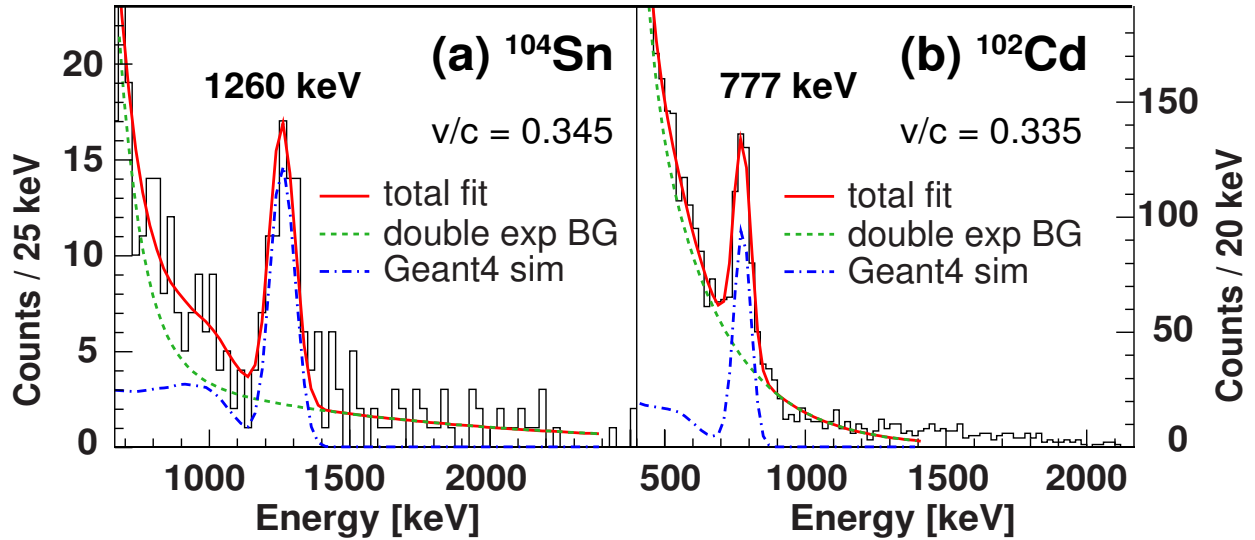 (a) ¹⁰⁴Sn
1260 keV
v/c = 0.345
total fit
double exp BG
Geant4 sim
Counts / 25 keV
20
15
10
5
0
1000
1500
2000
Energy [keV]
(b) ¹⁰²Cd
777 keV
v/c = 0.335
total fit
double exp BG
Geant4 sim
150
100
50
0
Counts / 20 keV
500
1000
1500
2000
Energy [keV]